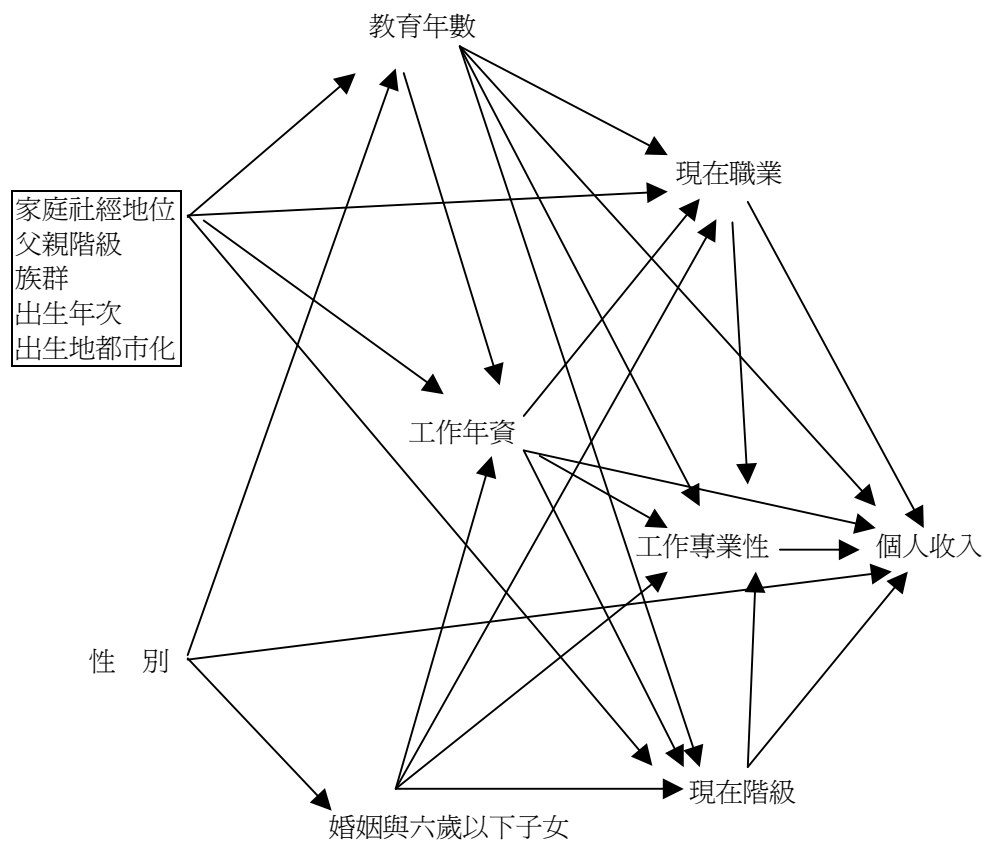 教育年數
現在職業
家庭社經地位
父親階級
族群
出生年次
出生地都市化
工作年資
工作專業性
個人收入
性　別
現在階級
婚姻與六歲以下子女